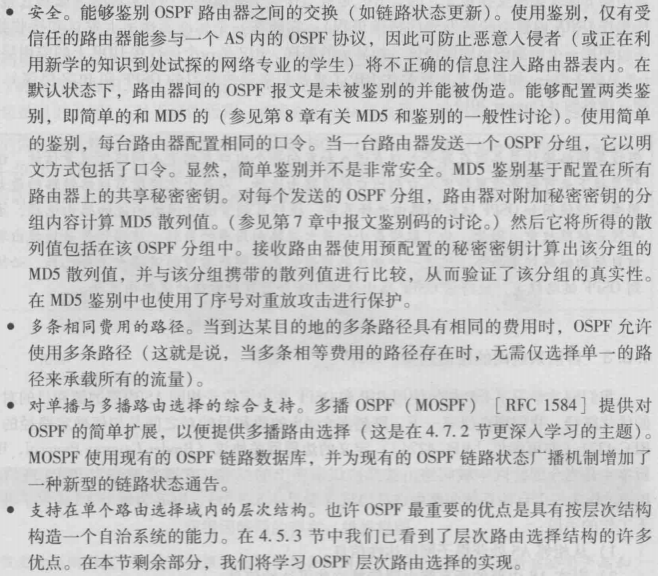 • 安全。能够鉴别 OSPF 路由器之间的交换（如链路状态更新）。使用鉴别，仅有受
信任的路由器能参与一个 AS 内的 OSPF 协议，因此可防止恶意入侵者（或正在利
用新学的知识到处试探的网络专业的学生）将不正确的信息注入路由器表内。在
默认状态下，路由器间的 OSPF 报文是未被鉴别的并能被伪造。能够配置两类鉴
别，即简单的和 MD5 的（参见第 8 章有关 MD5 和鉴别的一般性讨论）。使用简单
的鉴别，每台路由器配置相同的口令。当一台路由器发送一个 OSPF 分组，它以明
文方式包括了口令。显然，简单鉴别并不是非常安全。MD5 鉴别基于配置在所有
路由器上的共享秘密密钥。对每个发送的 OSPF 分组，路由器对附加秘密密钥的分
组内容计算 MD5 散列值。（参见第 7 章中报文鉴别码的讨论。）然后它将所得的散
列值包括在该 OSPF 分组中。接收路由器使用预配置的秘密密钥计算出该分组的
MD5 散列值，并与该分组携带的散列值进行比较，从而验证了该分组的真实性。
在 MD5 鉴别中也使用了序号对重放攻击进行保护。
• 多条相同费用的路径。当到达某目的地的多条路径具有相同的费用时，OSPF 允许
使用多条路径（这就是说，当多条相等费用的路径存在时，无需仅选择单一的路
径来承载所有的流量）。
• 对单播与多播路由选择的综合支持。多播 OSPF（MOSPF）［RFC 1584］提供对
OSPF 的简单扩展，以便提供多播路由选择（这是在 4.7.2 节更深入学习的主题）。
MOSPF 使用现有的 OSPF 链路数据库，并为现有的 OSPF 链路状态广播机制增加了
一种新型的链路状态通告。
• 支持在单个路由选择域内的层次结构。也许 OSPF 最重要的优点是具有按层次结构
构造一个自治系统的能力。在 4.5.3 节中我们已看到了层次路由选择结构的许多
优点。在本节剩余部分，我们将学习 OSPF 层次路由选择的实现。